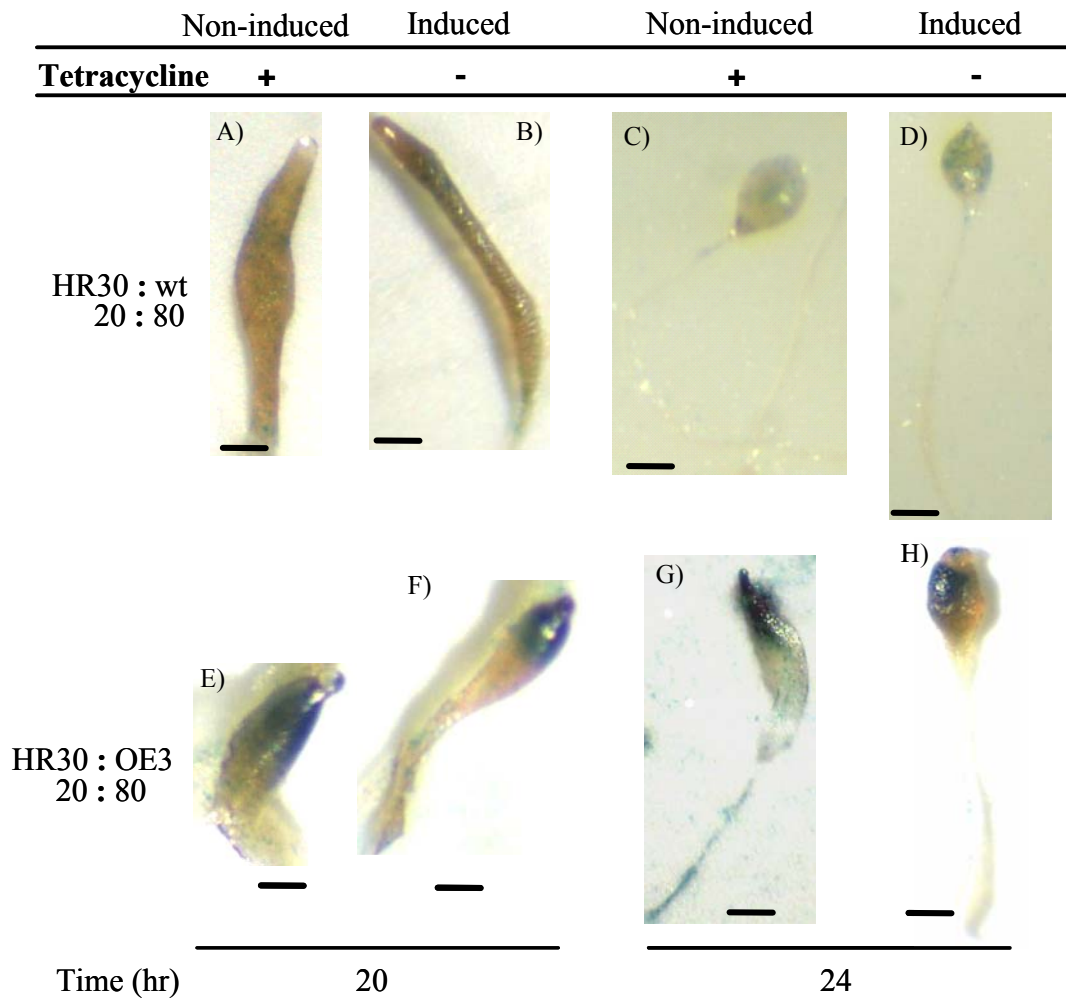 Non-induced Induced Non-induced Induced
Tetracycline + - + -
A) B) C) D)
HR30 : wt
20 : 80
E) F) G) H)
HR30 : OE3
20 : 80
Time (hr) 20 24